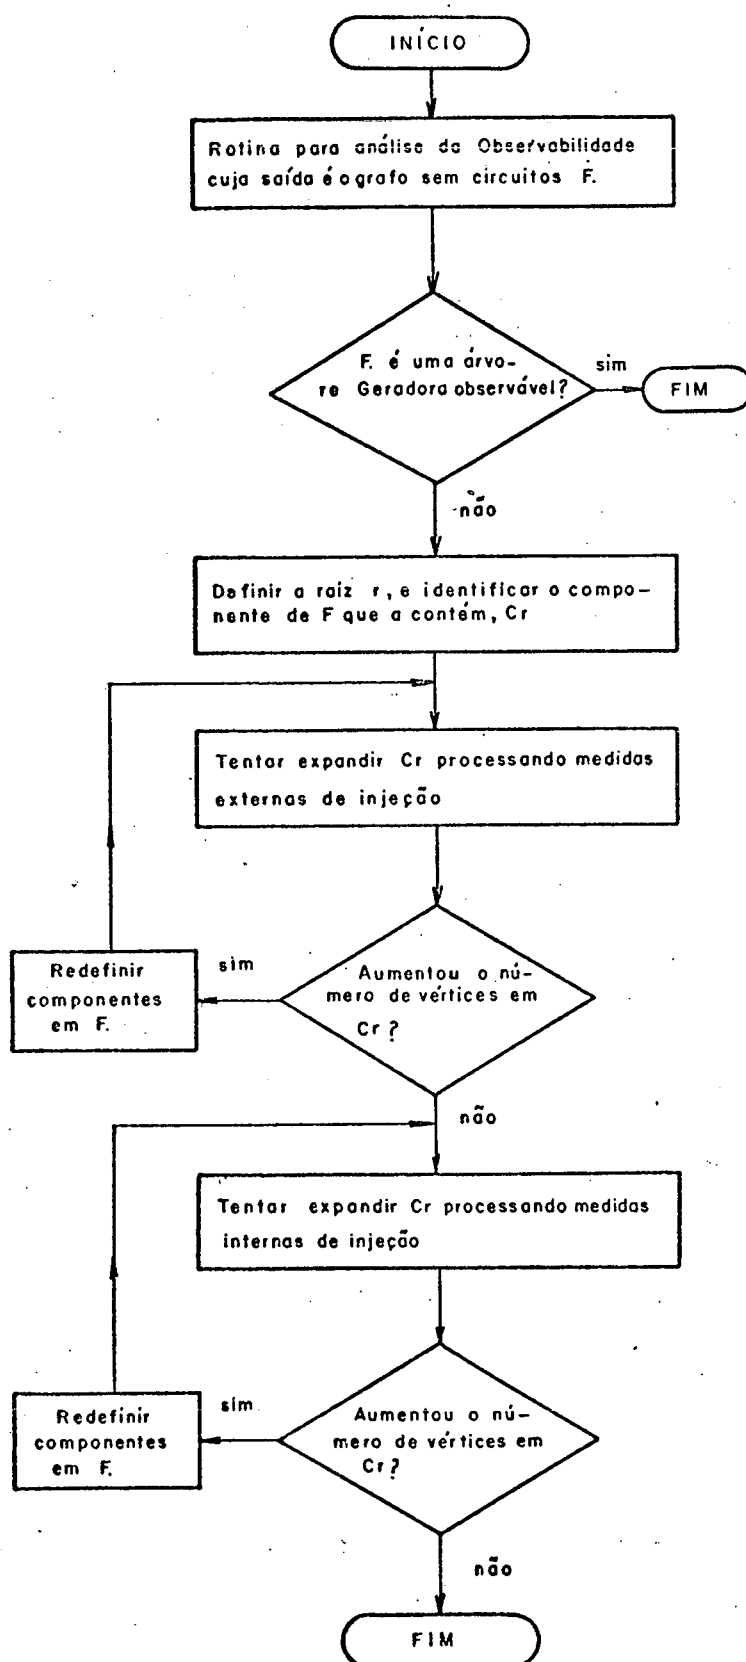 INÍCIO
Rotina para análise da Observabilidade
cuja saída é o grafo sem circuitos F.
F. é uma árvo-
re Geradora observável?
sim
FIM
não
Definir a raíz r, e identificar o compo-
nente de F que a contém, Cr
Tentar expandir Cr processando medidas
externas de injeção
Aumentou o nú-
mero de vértices em
Cr?
sim
Redefinir
componentes
em F.
não
Tentar expandir Cr processando medidas
internas de injeção
Aumentou o nú-
mero de vértices em
Cr?
sim
Redefinir
componentes
em F.
não
FIM